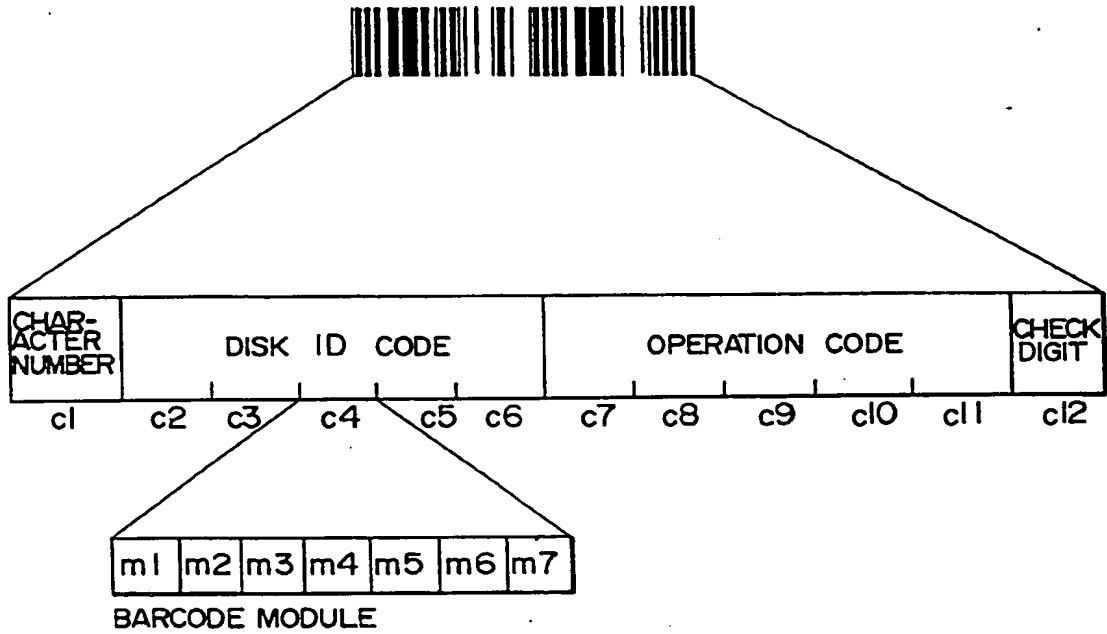 CHAR-
ACTER
NUMBER
DISK ID CODE
OPERATION CODE
CHECK
DIGIT
c1 c2 c3 c4 c5 c6 c7 c8 c9 c10 c11 c12
m1 m2 m3 m4 m5 m6 m7
BARCODE MODULE